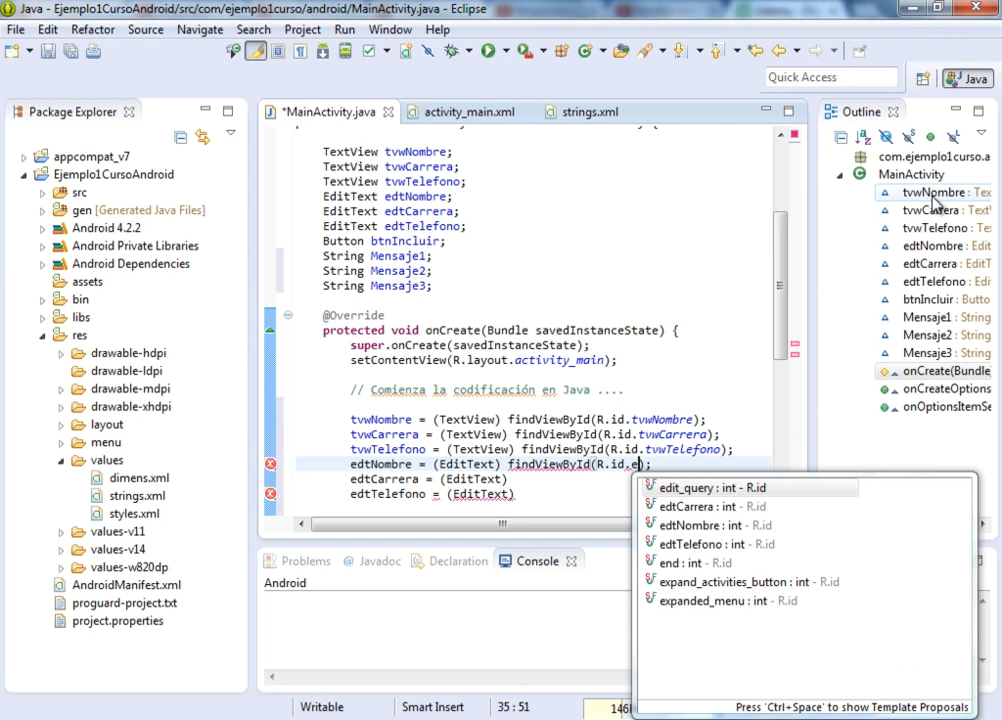 Java - Ejemplo1CursoAndroid/src/com/ejemplo1curso/android/MainActivity.java - Eclipse
File Edit Refactor Source Navigate Search Project Run Window Help
Quick Access
Java
Package Explorer
appcompat_v7
Ejemplo1CursoAndroid
src
gen [Generated Java Files]
Android 4.2.2
Android Private Libraries
Android Dependencies
assets
bin
libs
res
drawable-hdpi
drawable-ldpi
drawable-mdpi
drawable-xhdpi
layout
menu
values
dimens.xml
strings.xml
styles.xml
values-v11
values-v14
values-w820dp
AndroidManifest.xml
proguard-project.txt
project.properties
*MainActivity.java activity_main.xml strings.xml
TextView tvwNombre;
TextView tvwCarrera;
TextView tvwTelefono;
EditText edtNombre;
EditText edtCarrera;
EditText edtTelefono;
Button btnIncluir;
String Mensaje1;
String Mensaje2;
String Mensaje3;
@Override
protected void onCreate(Bundle savedInstanceState) {
super.onCreate(savedInstanceState);
setContentView(R.layout.activity_main);
// Comienza la codificación en Java ....
tvwNombre = (TextView) findViewById(R.id.tvwNombre);
tvwCarrera = (TextView) findViewById(R.id.tvwCarrera);
tvwTelefono = (TextView) findViewById(R.id.tvwTelefono);
edtNombre = (EditText) findViewById(R.id.e);
edtCarrera = (EditText)
edtTelefono = (EditText)
edit_query : int - R.id
edtCarrera : int - R.id
edtNombre : int - R.id
edtTelefono : int - R.id
end : int - R.id
expand_activities_button : int - R.id
expanded_menu : int - R.id
Press 'Ctrl+Space' to show Template Proposals
Outline
com.ejemplo1curso.a
MainActivity
tvwNombre : Tex
tvwCarrera : Text
tvwTelefono : Te
edtNombre : Edit
edtCarrera : EditT
edtTelefono : Edi
btnIncluir : Butto
Mensaje1 : String
Mensaje2 : String
Mensaje3 : String
onCreate(Bundle
onCreateOptions
onOptionsItemSe
Problems Javadoc Declaration Console
Android
Writable Smart Insert 35 : 51